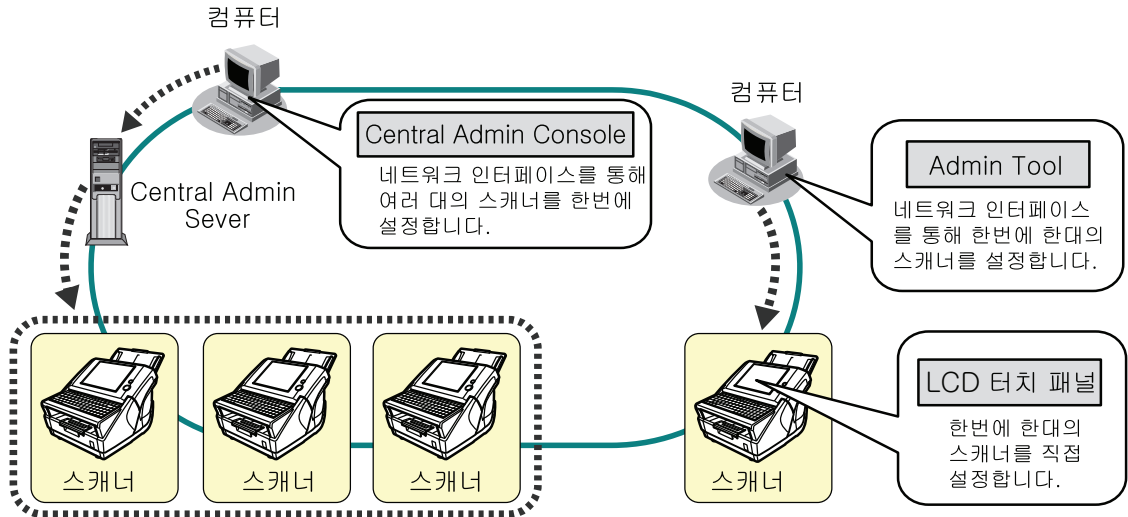 컴퓨터
Central Admin Console
네트워크 인터페이스를 통해
여러 대의 스캐너를 한번에
설정합니다.
Central Admin
Sever
컴퓨터
Admin Tool
네트워크 인터페이스
를 통해 한번에 한대의
스캐너를 설정합니다.
스캐너
스캐너
스캐너
스캐너
LCD 터치 패널
한번에 한대의
스캐너를 직접
설정합니다.